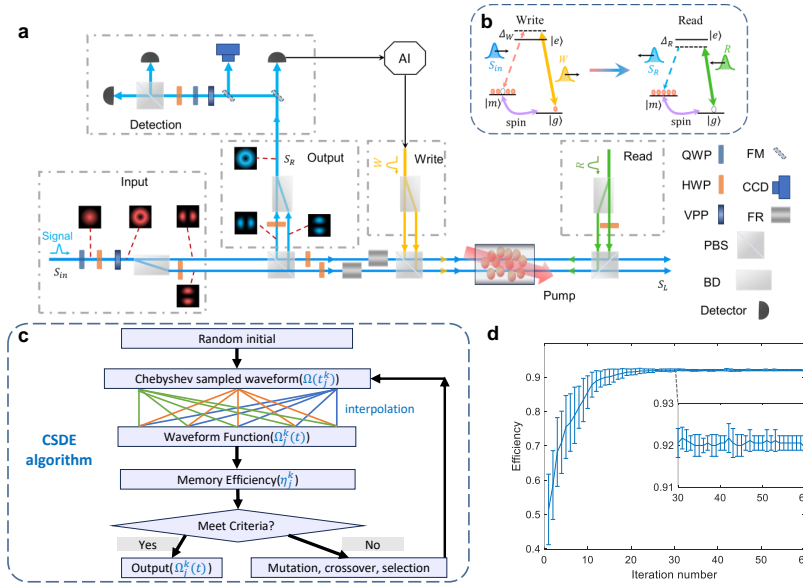 a
Detection
AI
S_R
Output
W
Write
R
Read
Input
Signal
S_in
Pump
S_L
b
Write
Read
Δ_W
|e⟩
Δ_R
|e⟩
S_in
W
S_R
R
|m⟩
spin
|g⟩
|m⟩
spin
|g⟩
QWP
FM
HWP
CCD
VPP
FR
PBS
BD
Detector
c
Random initial
Chebyshev sampled waveform(Ω(t_j^k))
interpolation
CSDE
algorithm
Waveform Function(Ω_j^k(t))
Memory Efficiency(η_j^k)
Meet Criteria?
Yes
No
Output(Ω_j^k(t))
Mutation, crossover, selection
d
Efficiency
0.9
0.8
0.7
0.6
0.5
0.4
0.93
0.92
0.91
30 40 50 60
0 10 20 30 40 50 60
Iteration number